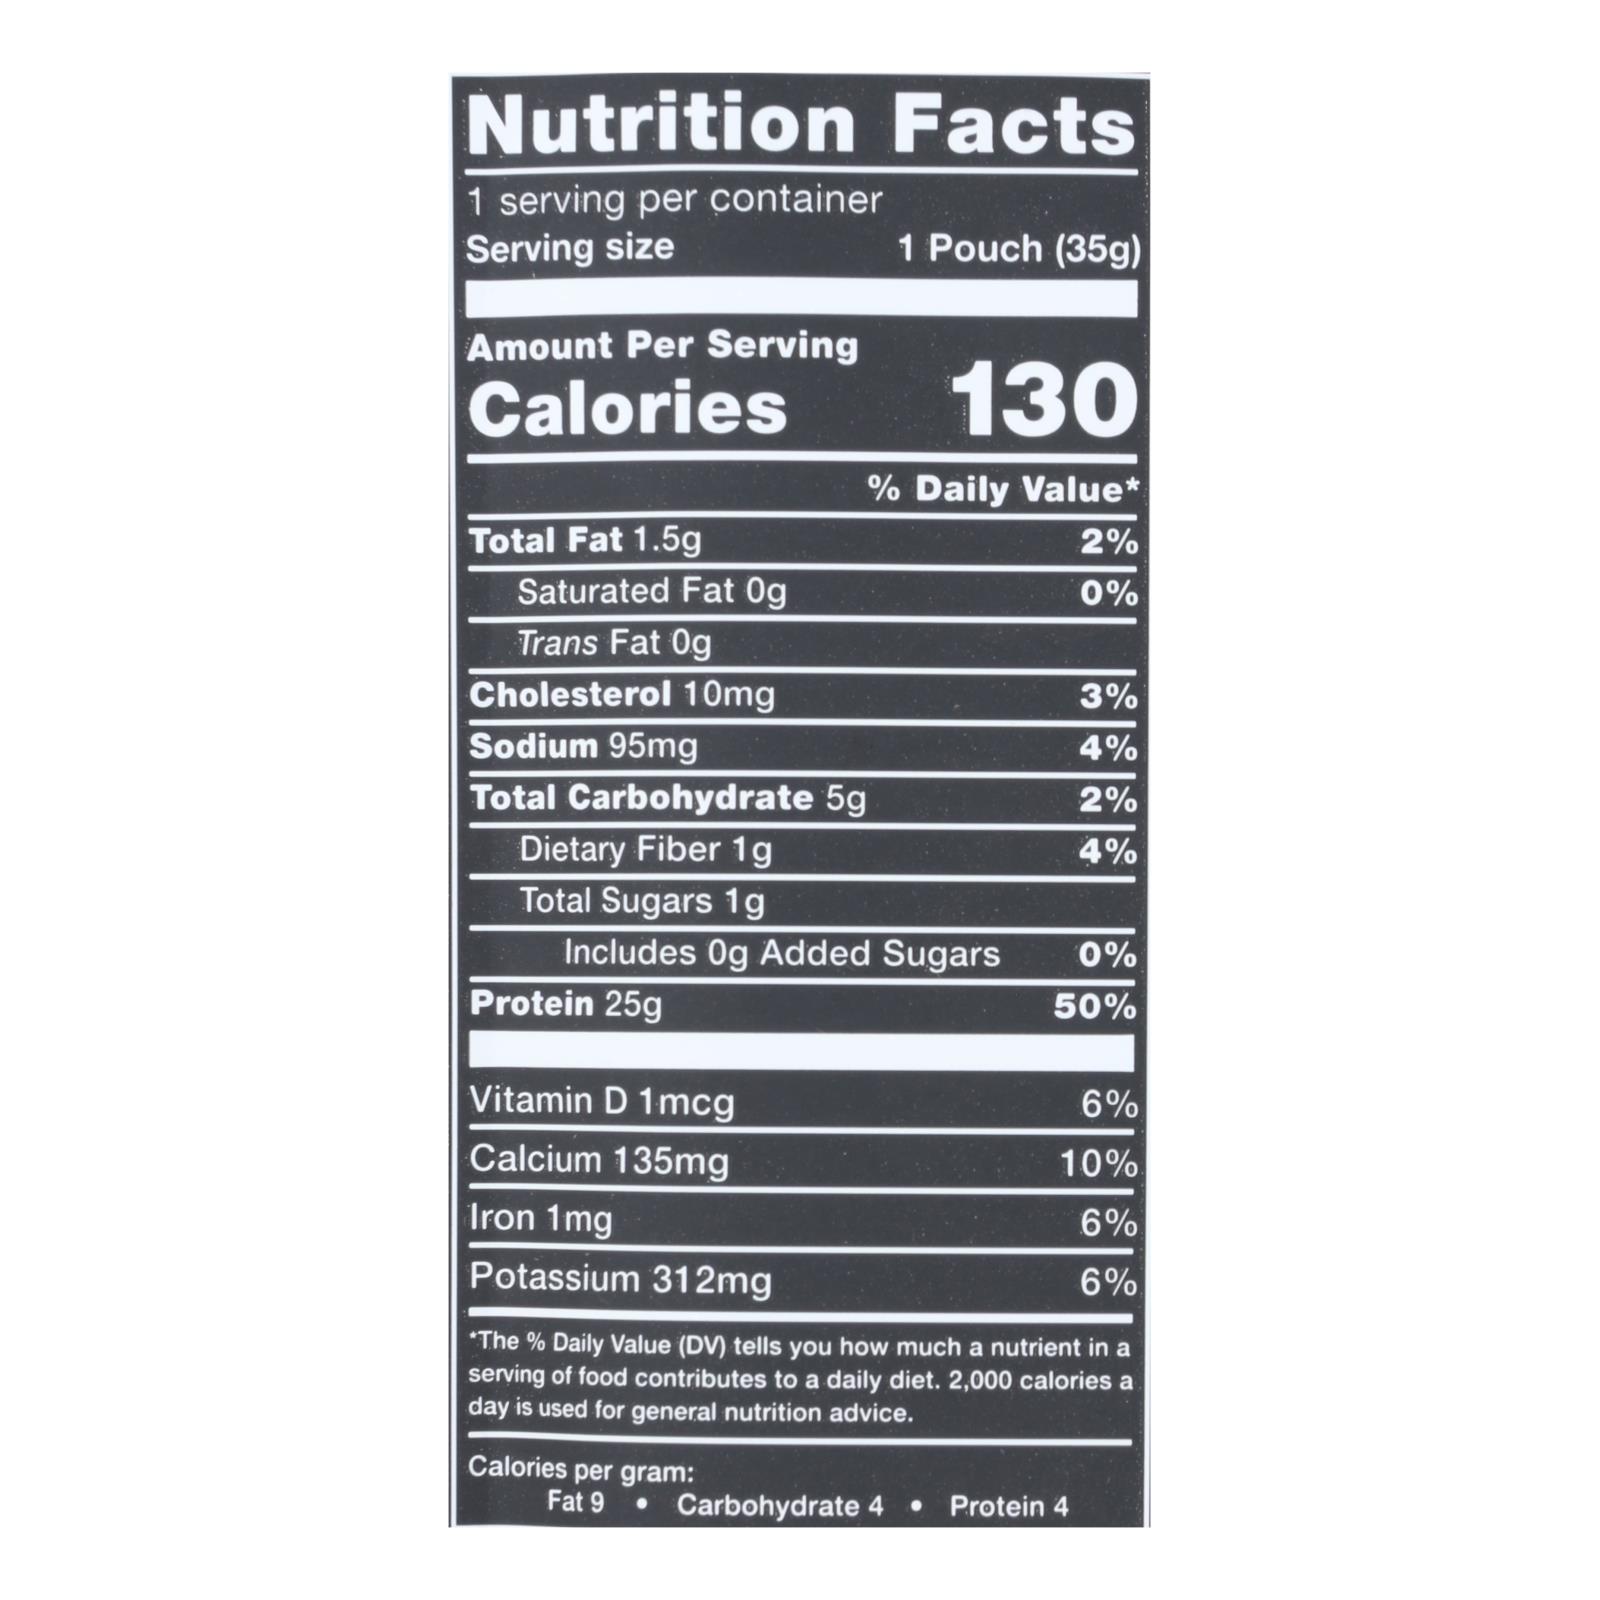 Nutrition Facts
1 serving per container
Serving size 1 Pouch (35g)
Amount Per Serving
Calories 130
% Daily Value*
Total Fat 1.5g 2%
Saturated Fat 0g 0%
Trans Fat 0g
Cholesterol 10mg 3%
Sodium 95mg 4%
Total Carbohydrate 5g 2%
Dietary Fiber 1g 4%
Total Sugars 1g
Includes 0g Added Sugars 0%
Protein 25g 50%
Vitamin D 1mcg 6%
Calcium 135mg 10%
Iron 1mg 6%
Potassium 312mg 6%
*The % Daily Value (DV) tells you how much a nutrient in a
serving of food contributes to a daily diet. 2,000 calories a
day is used for general nutrition advice.
Calories per gram:
Fat 9 • Carbohydrate 4 • Protein 4